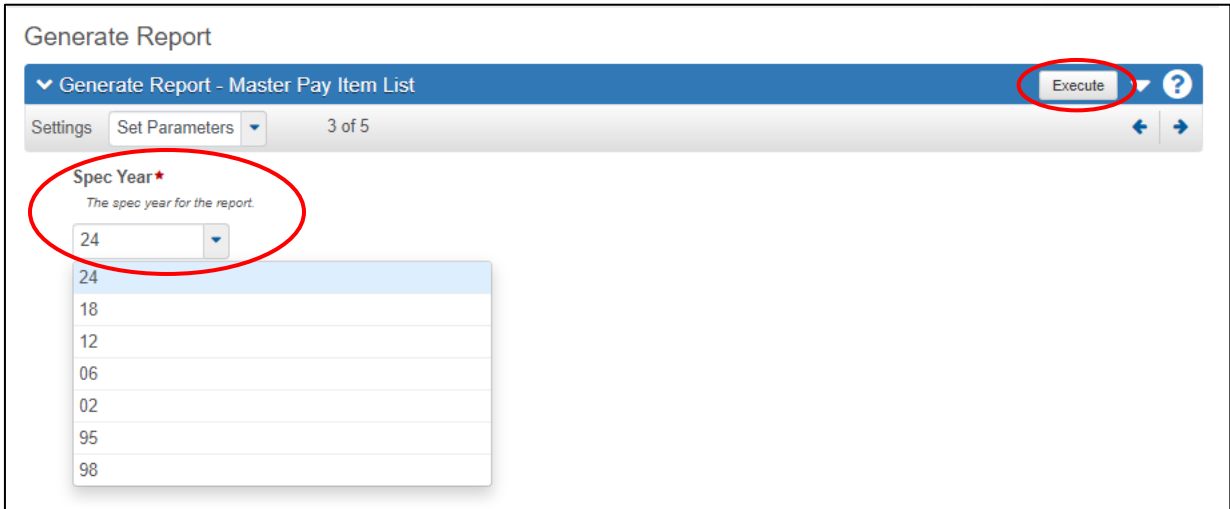 Generate Report
Generate Report - Master Pay Item List Execute ?
Settings Set Parameters 3 of 5
Spec Year*
The spec year for the report.
24
24
18
12
06
02
95
98